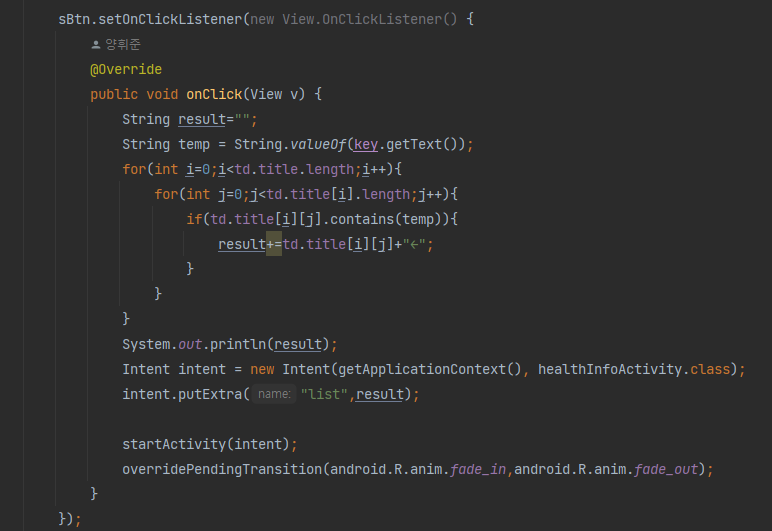 sBtn.setOnClickListener(new View.OnClickListener() {
양휘준
@Override
public void onClick(View v) {
String result="";
String temp = String.valueOf(key.getText());
for(int i=0;i<td.title.length;i++){
for(int j=0;j<td.title[i].length;j++){
if(td.title[i][j].contains(temp)){
result+=td.title[i][j]+"←";
}
}
}
System.out.println(result);
Intent intent = new Intent(getApplicationContext(), healthInfoActivity.class);
intent.putExtra( name: "list",result);
startActivity(intent);
overridePendingTransition(android.R.anim.fade_in,android.R.anim.fade_out);
}
});